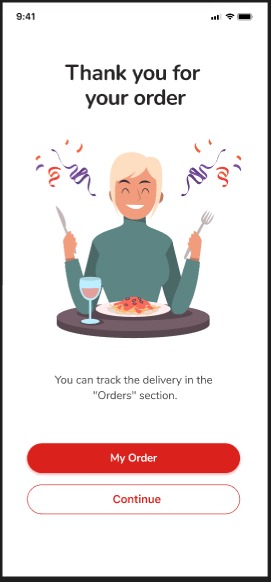 9:41
Thank you for
your order
You can track the delivery in the
"Orders" section.
My Order
Continue